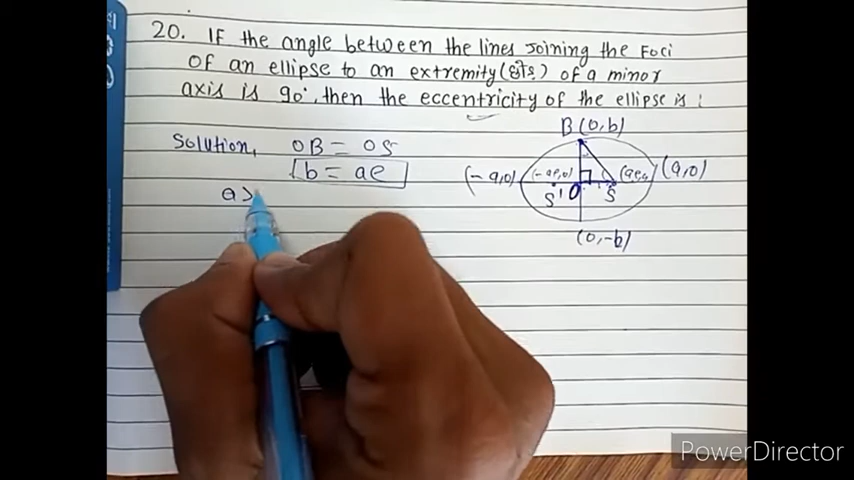 20. If the angle between the lines joining the foci
of an ellipse to an extremity (छोर) of a minor
axis is 90°, then the eccentricity of the ellipse is :
Solution, OB = OS
b = ae
a>
B (0,b)
(-a,0) (-ae,0) (ae,0) (a,0)
S' O S
(0,-b)
PowerDirector